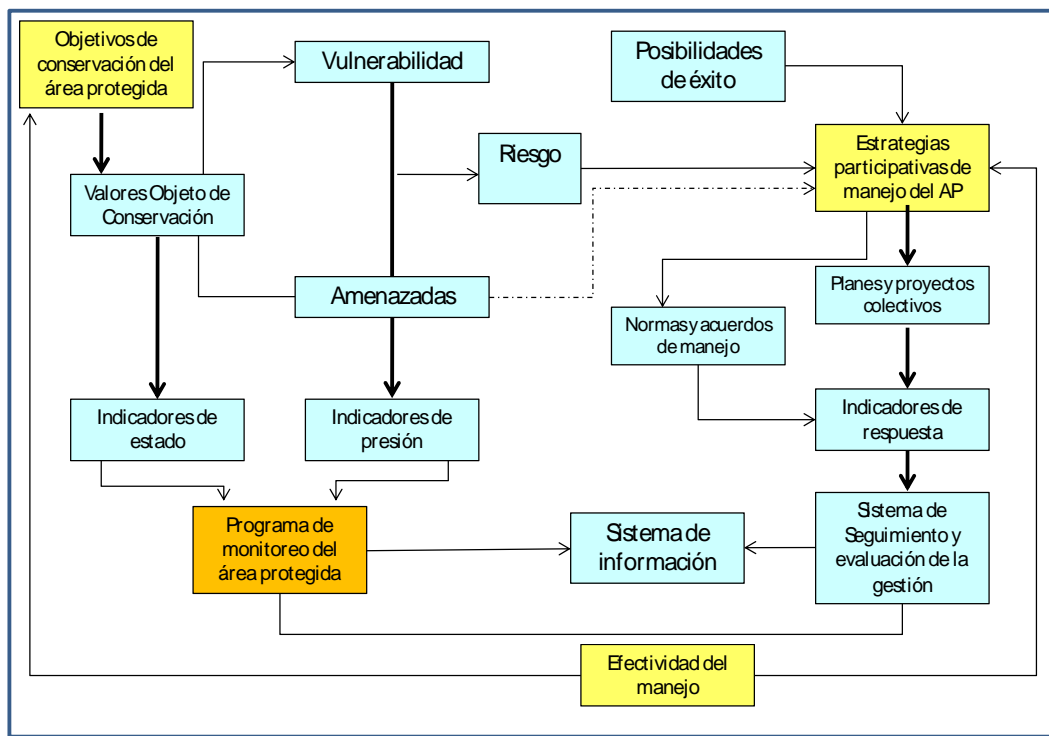 Objetivos de
conservación del
área protegida
Vulnerabilidad
Posibilidades
de éxito
Riesgo
Estrategias
participativas de
manejo del AP
Valores Objeto de
Conservación
Amenazadas
Planes y proyectos
colectivos
Normas y acuerdos
de manejo
Indicadores de
estado
Indicadores de
presión
Indicadores de
respuesta
Programa de
monitoreo del
área protegida
Sistema de
información
Sistema de
Seguimiento y
evaluación de la
gestión
Efectividad del
manejo